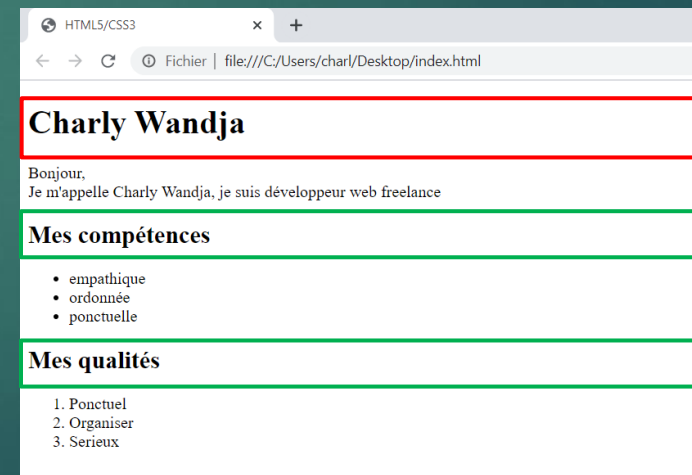 HTML5/CSS3
Fichier | file:///C:/Users/charl/Desktop/index.html
Charly Wandja
Bonjour,
Je m'appelle Charly Wandja, je suis développeur web freelance
Mes compétences
• empathique
• ordonnée
• ponctuelle
Mes qualités
1. Ponctuel
2. Organiser
3. Serieux